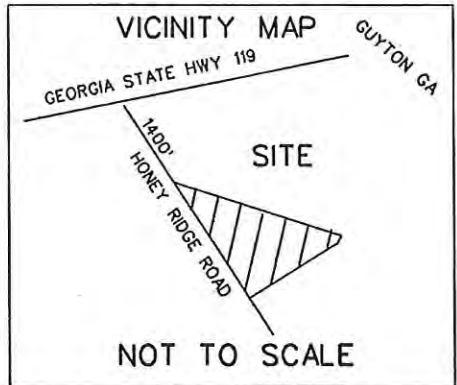 VICINITY MAP
GUYTON GA
GEORGIA STATE HWY 119
1400'
SITE
HONEY RIDGE ROAD
NOT TO SCALE